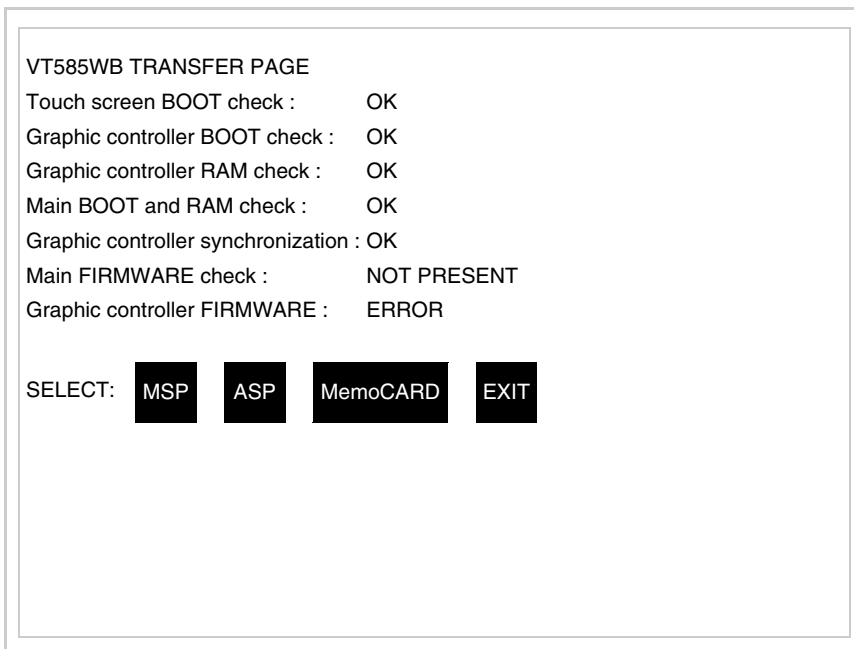 VT585WB TRANSFER PAGE
Touch screen BOOT check : OK
Graphic controller BOOT check : OK
Graphic controller RAM check : OK
Main BOOT and RAM check : OK
Graphic controller synchronization : OK
Main FIRMWARE check : NOT PRESENT
Graphic controller FIRMWARE : ERROR
SELECT: MSP ASP MemoCARD EXIT